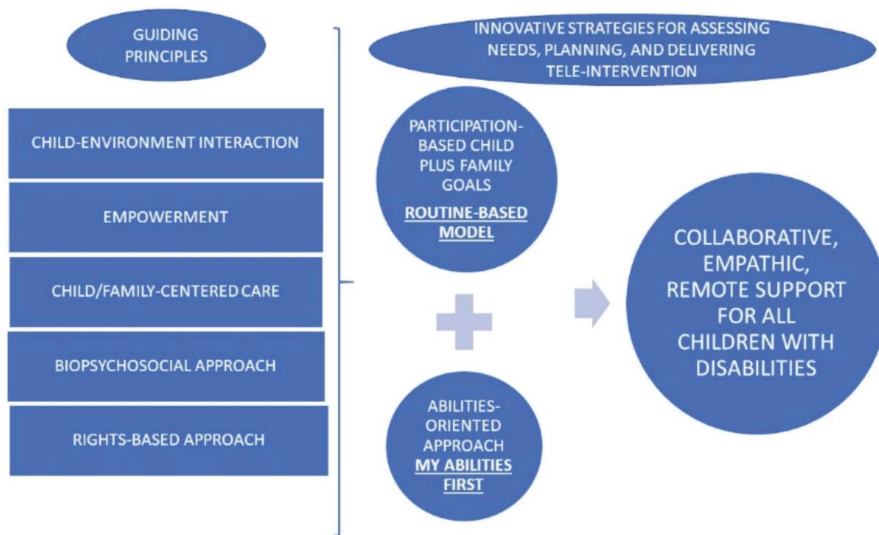 GUIDING
PRINCIPLES
CHILD-ENVIRONMENT INTERACTION
EMPOWERMENT
CHILD/FAMILY-CENTERED CARE
BIOPSYCHOSOCIAL APPROACH
RIGHTS-BASED APPROACH
INNOVATIVE STRATEGIES FOR ASSESSING
NEEDS, PLANNING, AND DELIVERING
TELE-INTERVENTION
PARTICIPATION-
BASED CHILD
PLUS FAMILY
GOALS
ROUTINE-BASED
MODEL
ABILITIES-
ORIENTED
APPROACH
MY ABILITIES
FIRST
COLLABORATIVE,
EMPATHIC,
REMOTE SUPPORT
FOR ALL
CHILDREN WITH
DISABILITIES